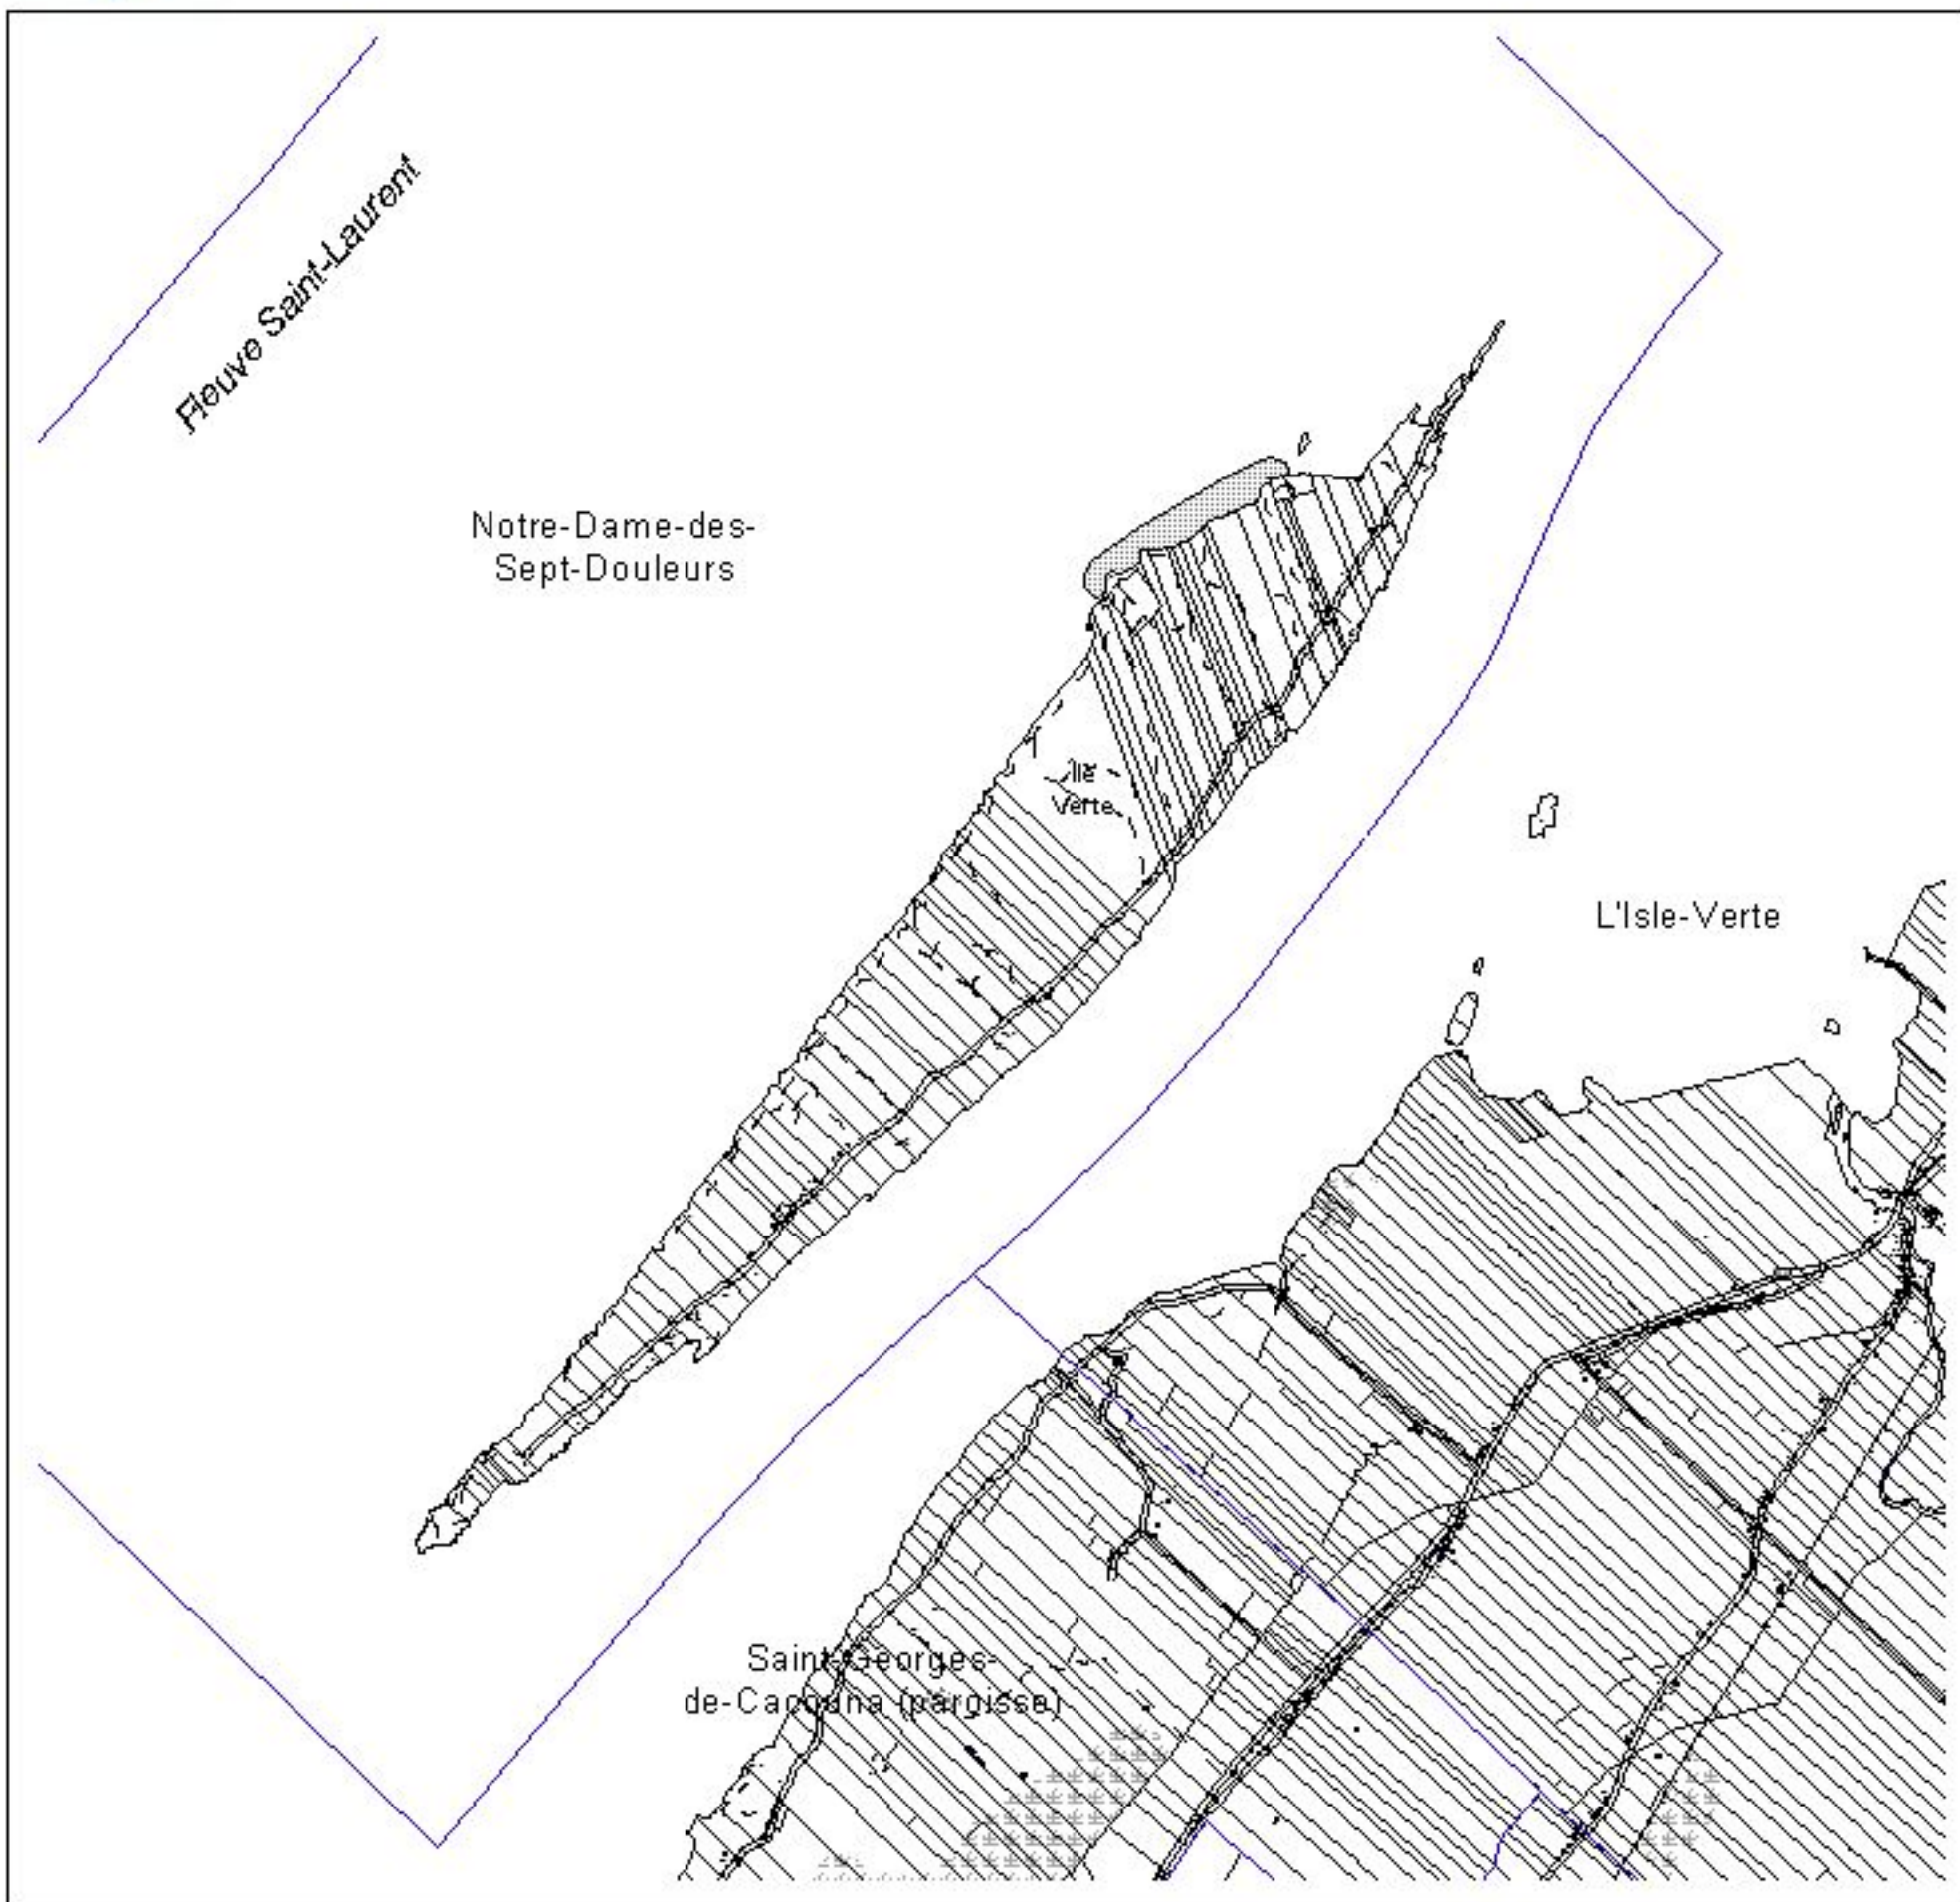 Fleuve Saint-Laurent
Notre-Dame-des-
Sept-Douleurs
Île
Verte
L'Isle-Verte
Saint-Georges-
de-Cacouna (paroisse)